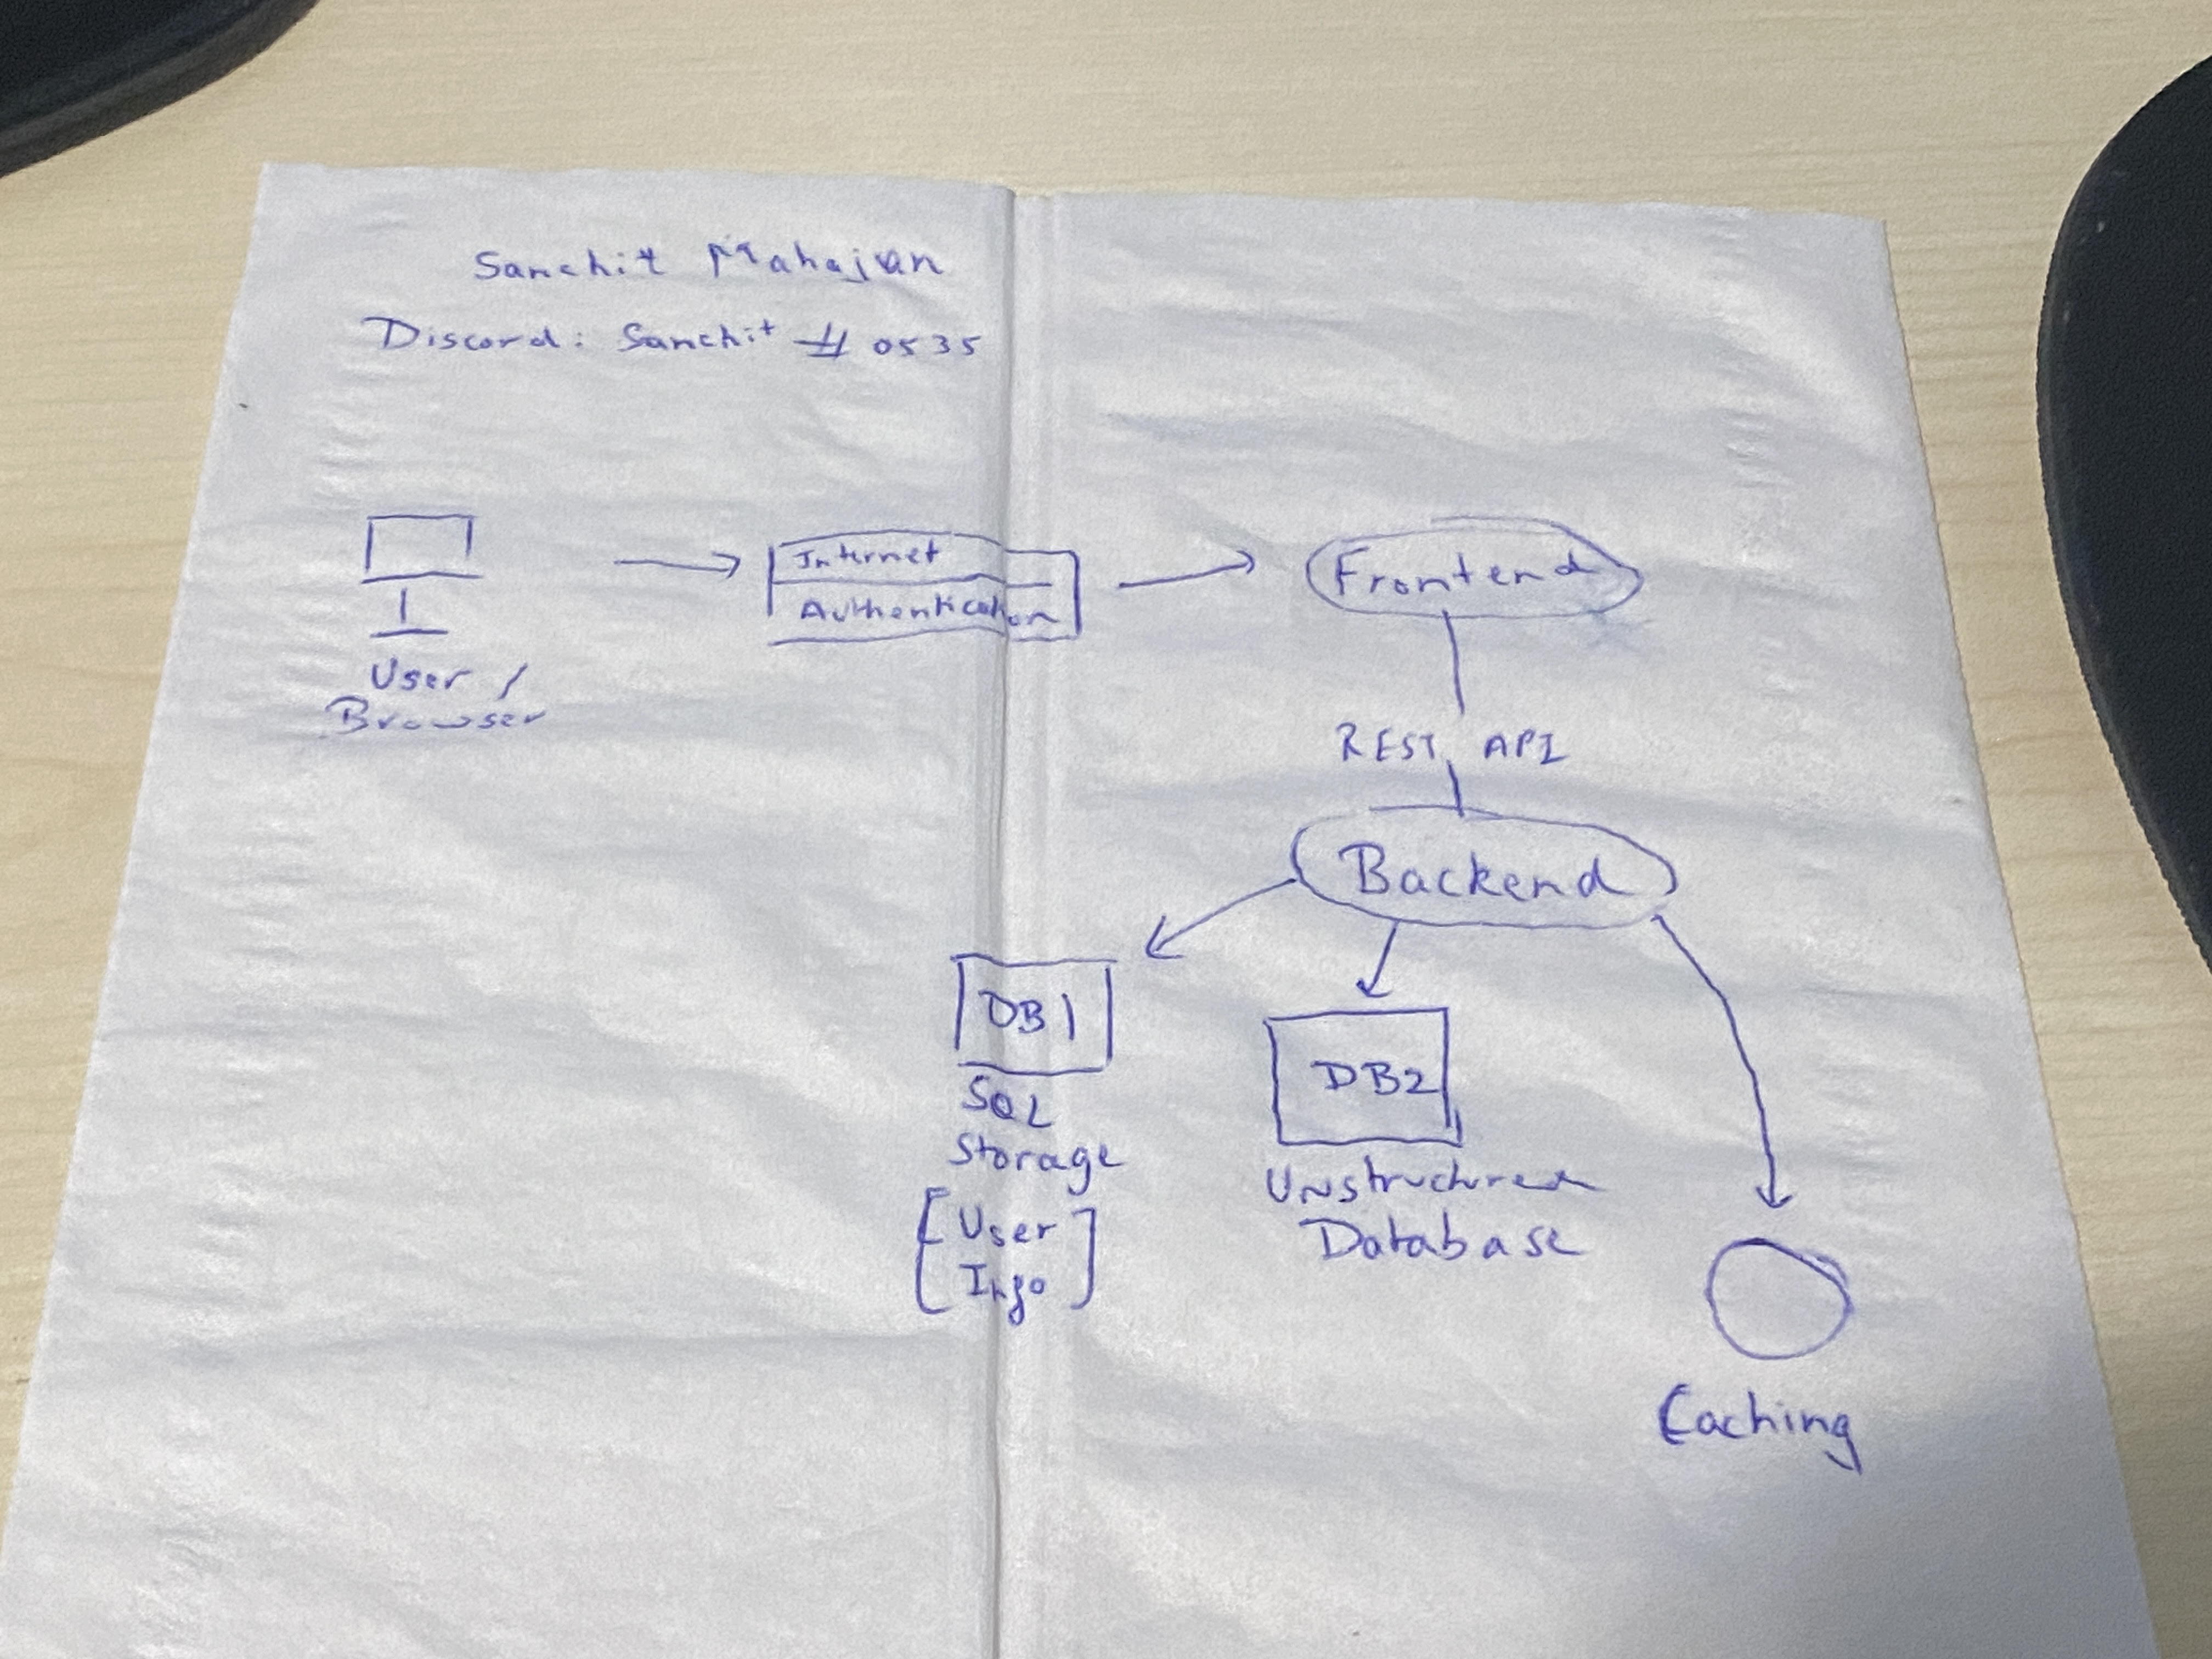 Sanchit Mahajan
Discord: Sanchit # 0535
Internet
Authentication
User /
Browser
Frontend
REST API
Backend
DB1
SQL
Storage
[User
Info]
DB2
Unstructured
Database
Caching